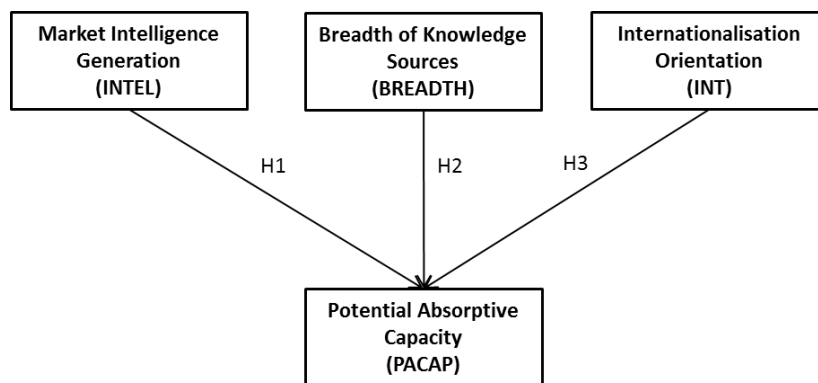 Market Intelligence
Generation
(INTEL)
Breadth of Knowledge
Sources
(BREADTH)
Internationalisation
Orientation
(INT)
H1
H2
H3
Potential Absorptive
Capacity
(PACAP)